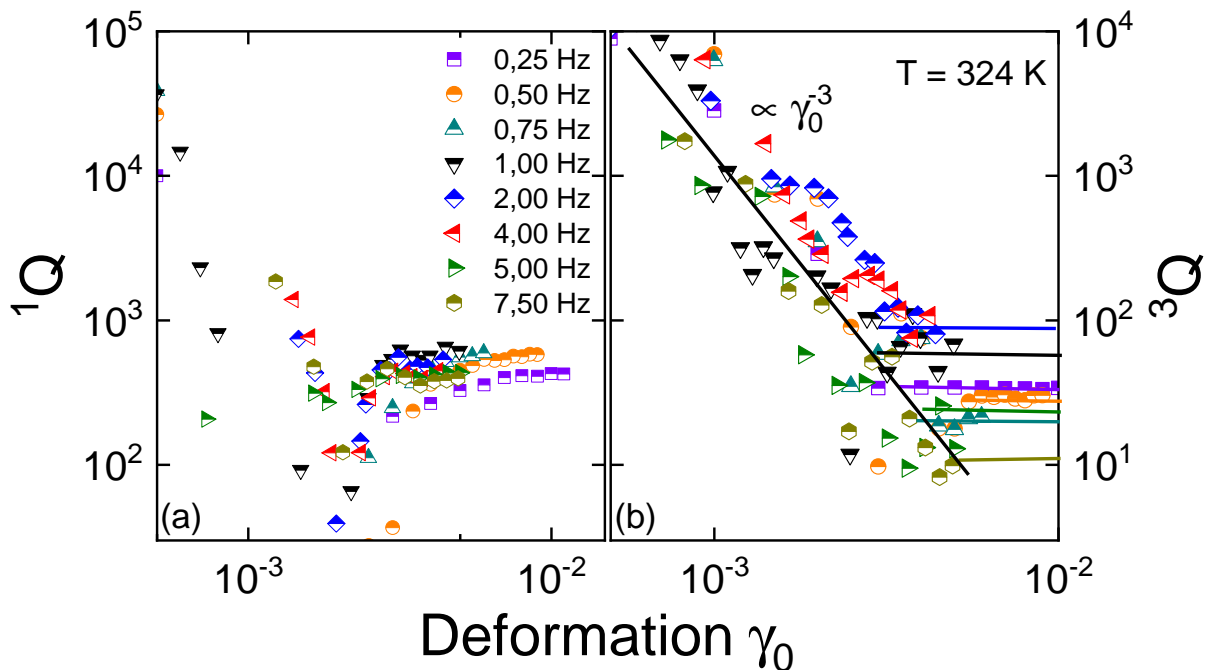 10^5
10^4
10^3
10^2
^1Q
0,25 Hz
0,50 Hz
0,75 Hz
1,00 Hz
2,00 Hz
4,00 Hz
5,00 Hz
7,50 Hz
(a)
10^-3
10^-2
T = 324 K
∝ γ_0^-3
(b)
10^4
10^3
10^2
10^1
^3Q
10^-3
10^-2
Deformation γ_0